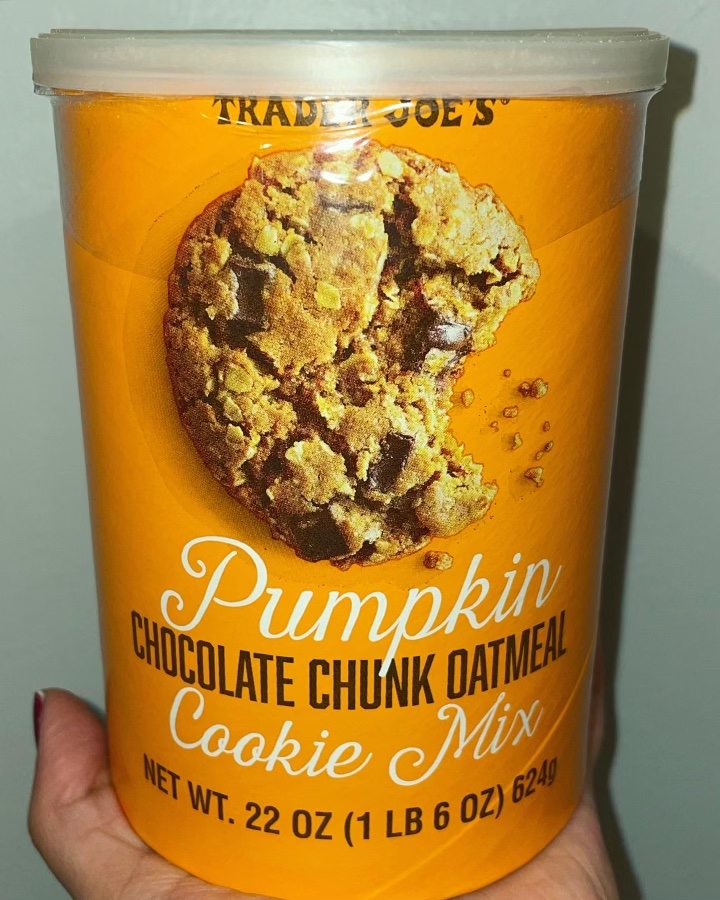 TRADER JOE'S®
Pumpkin
CHOCOLATE CHUNK OATMEAL
Cookie Mix
NET WT. 22 OZ (1 LB 6 OZ) 624g